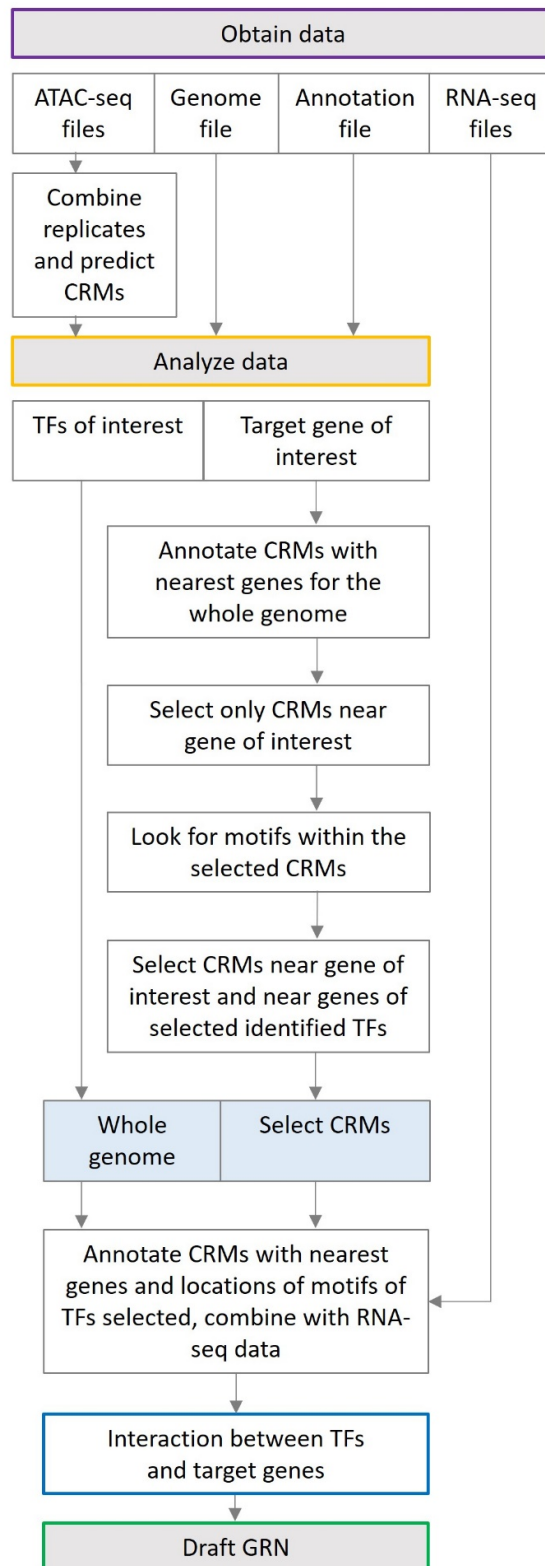 Obtain data
ATAC-seq
files
Genome
file
Annotation
file
RNA-seq
files
Combine
replicates
and predict
CRMs
Analyze data
TFs of interest
Target gene of
interest
Annotate CRMs with
nearest genes for the
whole genome
Select only CRMs near
gene of interest
Look for motifs within the
selected CRMs
Select CRMs near gene of
interest and near genes of
selected identified TFs
Whole
genome
Select CRMs
Annotate CRMs with nearest
genes and locations of motifs of
TFs selected, combine with RNA-
seq data
Interaction between TFs
and target genes
Draft GRN